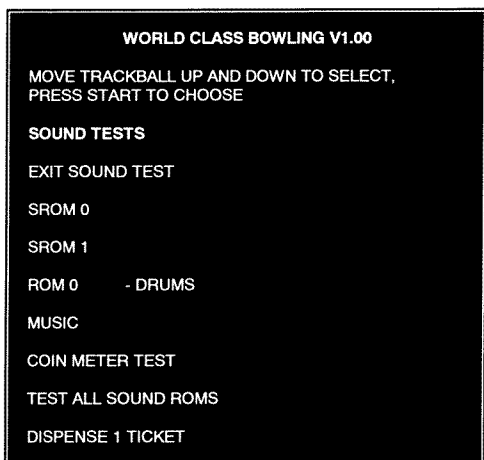 WORLD CLASS BOWLING V1.00
MOVE TRACKBALL UP AND DOWN TO SELECT,
PRESS START TO CHOOSE
SOUND TESTS
EXIT SOUND TEST
SROM 0
SROM 1
ROM 0 - DRUMS
MUSIC
COIN METER TEST
TEST ALL SOUND ROMS
DISPENSE 1 TICKET